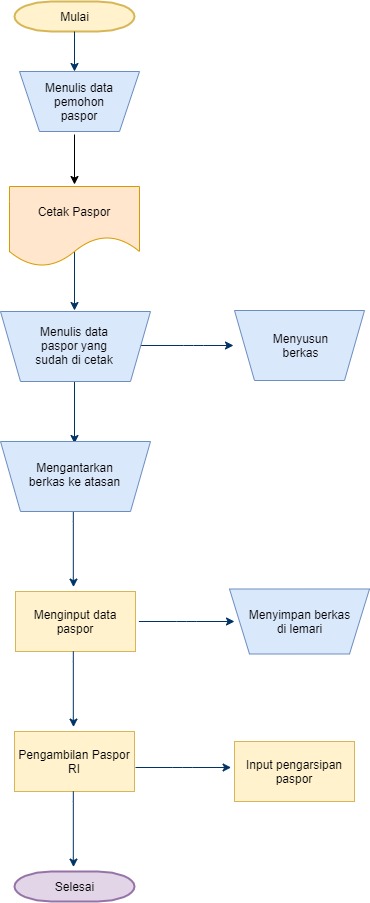 Mulai
Menulis data
pemohon
paspor
Cetak Paspor
Menulis data
paspor yang
sudah di cetak
Menyusun
berkas
Mengantarkan
berkas ke atasan
Menginput data
paspor
Menyimpan berkas
di lemari
Pengambilan Paspor
RI
Input pengarsipan
paspor
Selesai